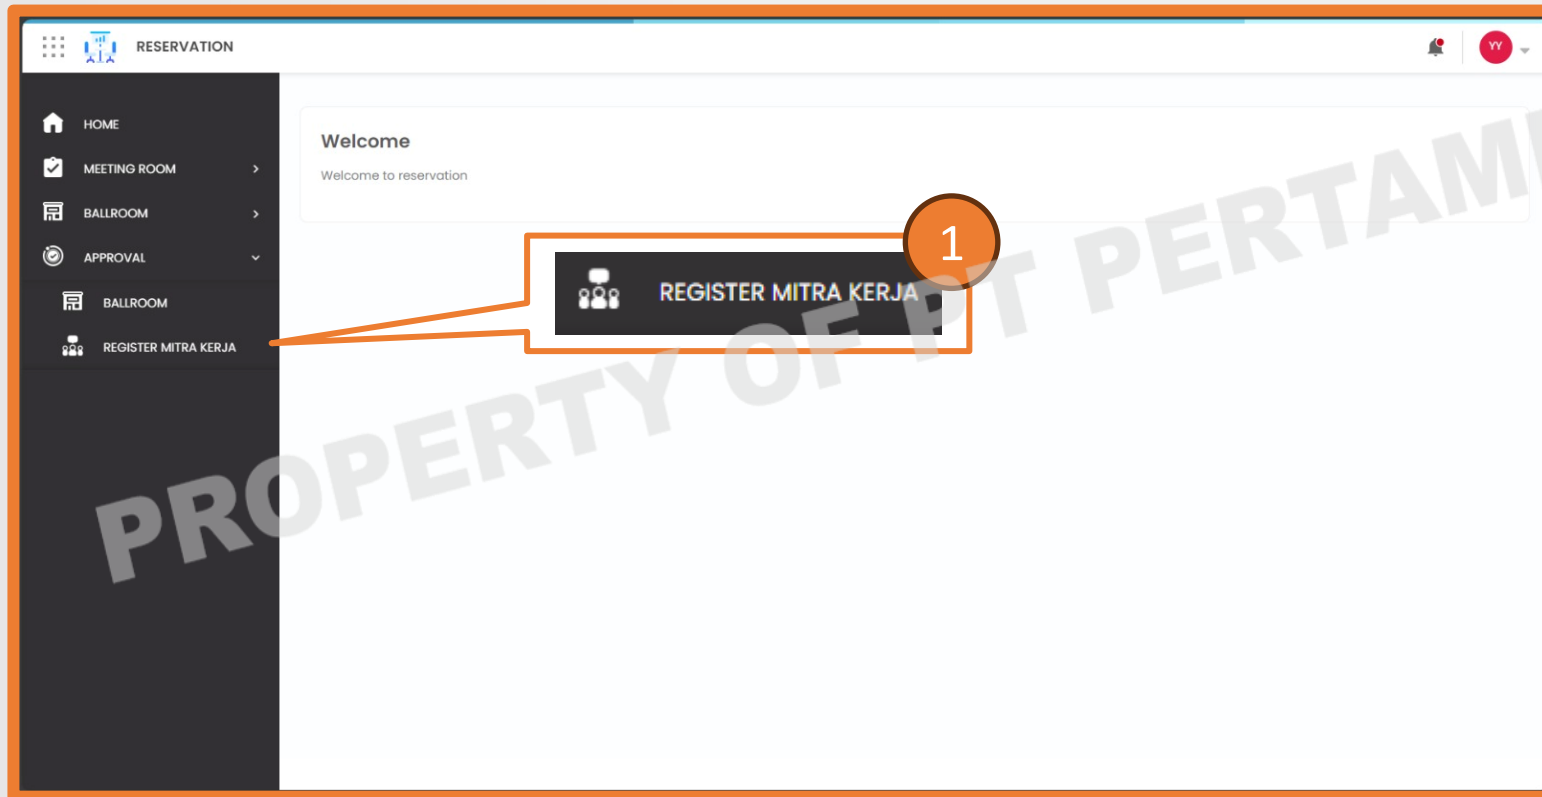 RESERVATION
YY
HOME
MEETING ROOM
BALLROOM
APPROVAL
BALLROOM
REGISTER MITRA KERJA
Welcome
Welcome to reservation
1
REGISTER MITRA KERJA
PROPERTY OF PT